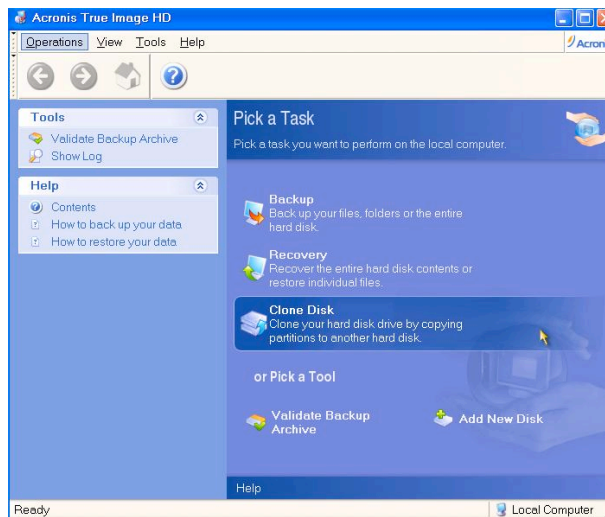 Acronis True Image HD
Operations View Tools Help
Acron
Tools
Validate Backup Archive
Show Log
Help
Contents
How to back up your data
How to restore your data
Pick a Task
Pick a task you want to perform on the local computer.
Backup
Back up your files, folders or the entire
hard disk.
Recovery
Recover the entire hard disk contents or
restore individual files.
Clone Disk
Clone your hard disk drive by copying
partitions to another hard disk.
or Pick a Tool
Validate Backup
Archive
Add New Disk
Help
Ready
Local Computer